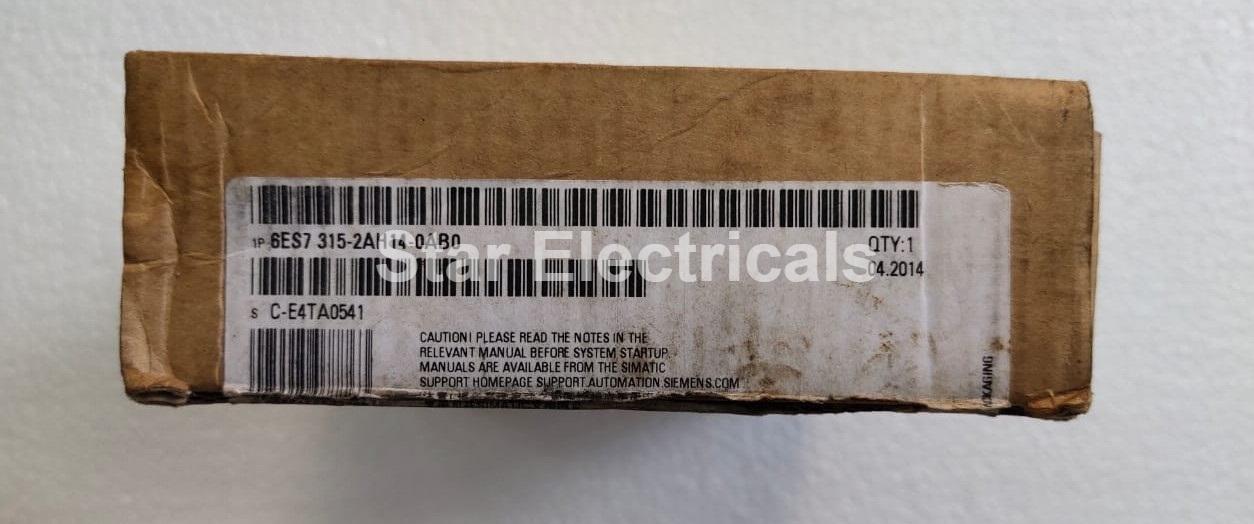 1P 6ES7 315-2AH14-0AB0
QTY:1
Star Electricals
04.2014
S C-E4TA0541
CAUTION! PLEASE READ THE NOTES IN THE
RELEVANT MANUAL BEFORE SYSTEM STARTUP.
MANUALS ARE AVAILABLE FROM THE SIMATIC
SUPPORT HOMEPAGE SUPPORT.AUTOMATION.SIEMENS.COM